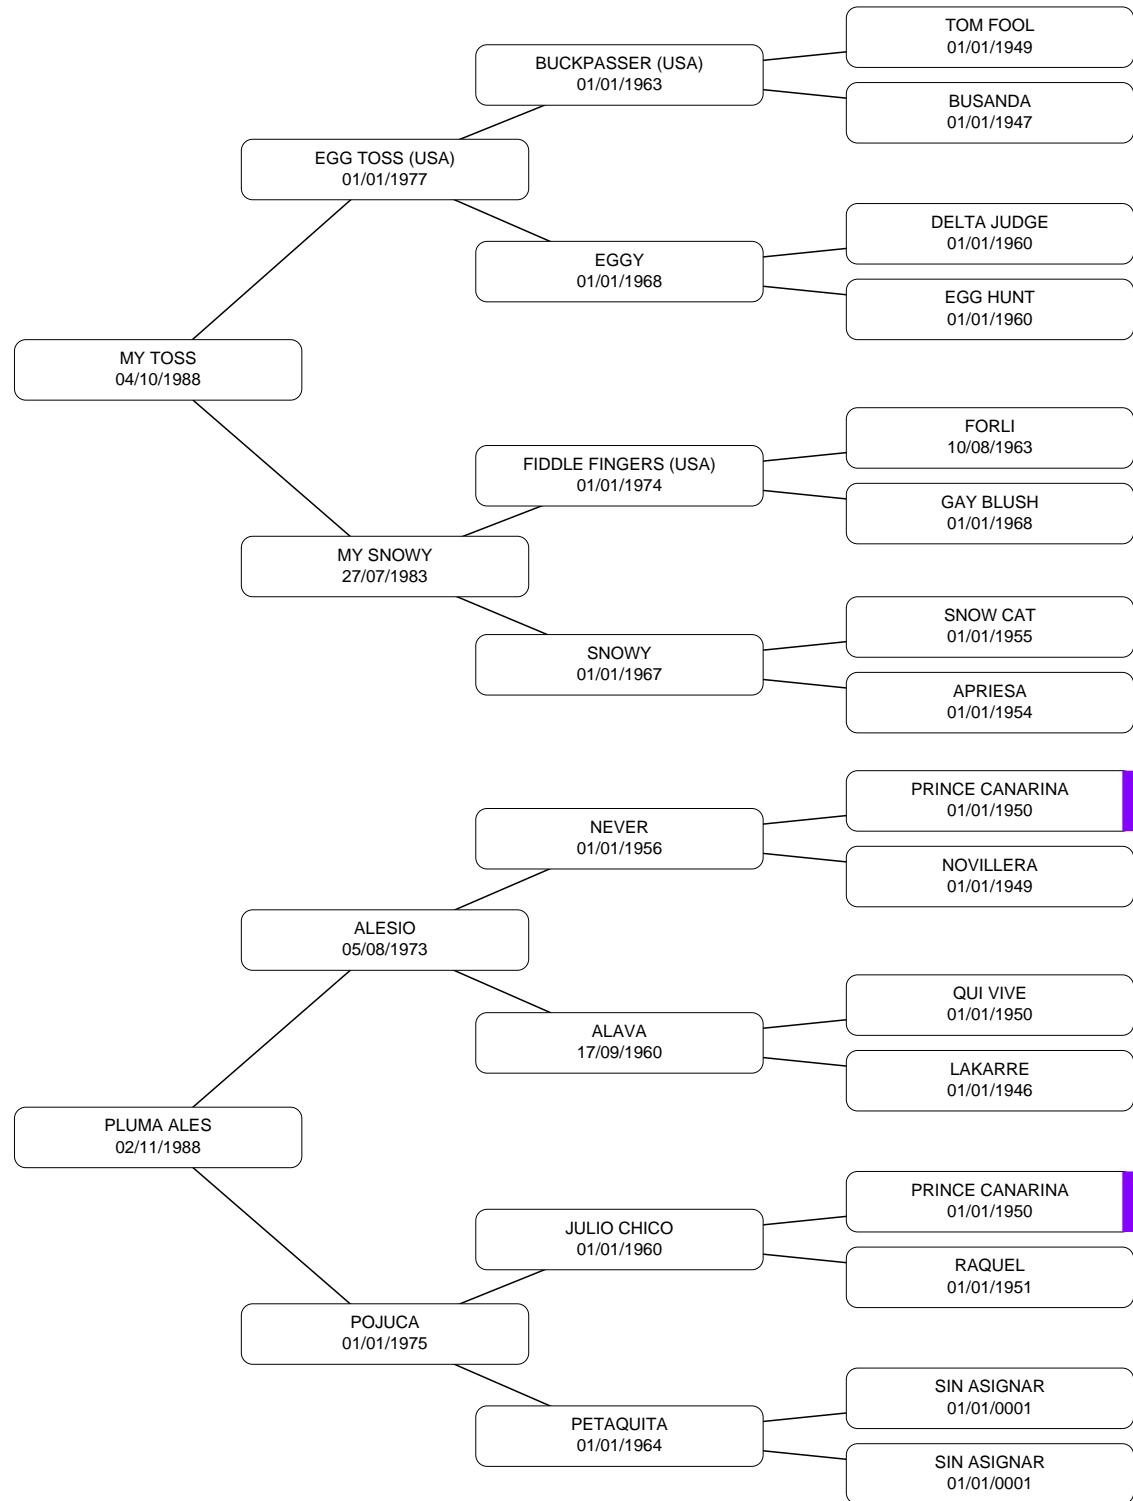 TOM FOOL
01/01/1949
BUCKPASSER (USA)
01/01/1963
BUSANDA
01/01/1947
EGG TOSS (USA)
01/01/1977
DELTA JUDGE
01/01/1960
EGGY
01/01/1968
EGG HUNT
01/01/1960
MY TOSS
04/10/1988
FORLI
10/08/1963
FIDDLE FINGERS (USA)
01/01/1974
GAY BLUSH
01/01/1968
MY SNOWY
27/07/1983
SNOW CAT
01/01/1955
SNOWY
01/01/1967
APRIESA
01/01/1954
PRINCE CANARINA
01/01/1950
NEVER
01/01/1956
NOVILLERA
01/01/1949
ALESIO
05/08/1973
QUI VIVE
01/01/1950
ALAVA
17/09/1960
LAKARRE
01/01/1946
PLUMA ALES
02/11/1988
PRINCE CANARINA
01/01/1950
JULIO CHICO
01/01/1960
RAQUEL
01/01/1951
POJUCA
01/01/1975
SIN ASIGNAR
01/01/0001
PETAQUITA
01/01/1964
SIN ASIGNAR
01/01/0001